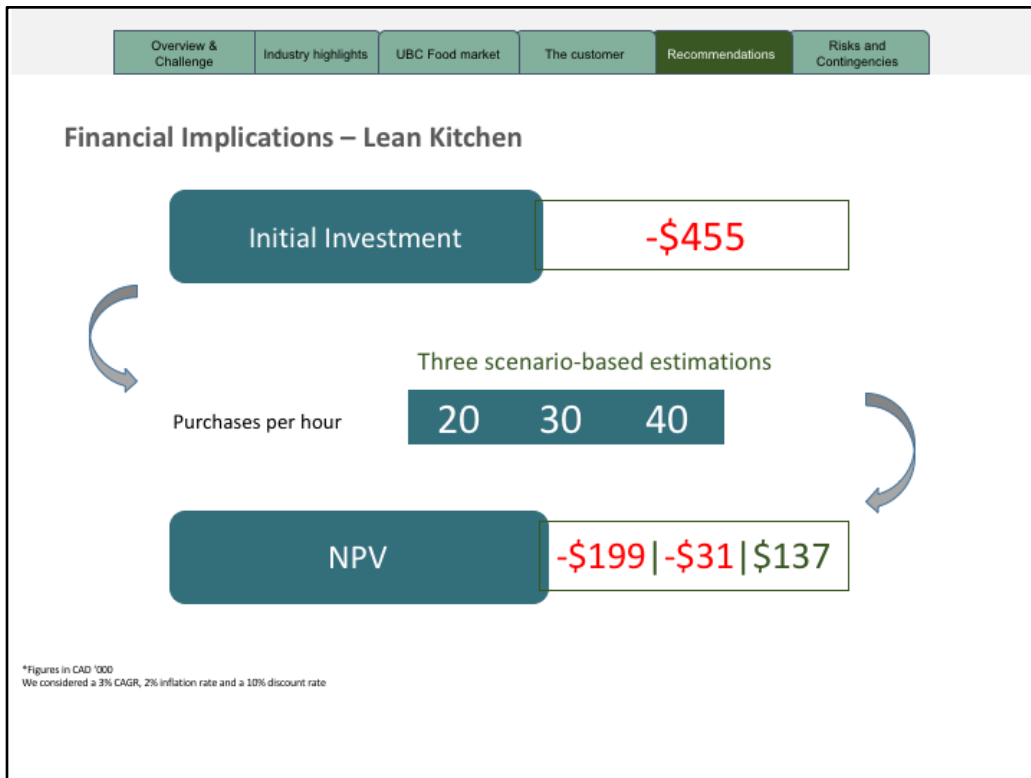 Overview &
Challenge
Industry highlights
UBC Food market
The customer
Recommendations
Risks and
Contingencies
Financial Implications – Lean Kitchen
Initial Investment
-$455
Three scenario-based estimations
Purchases per hour
20 30 40
NPV
-$199|-$31|$137
*Figures in CAD '000
We considered a 3% CAGR, 2% inflation rate and a 10% discount rate